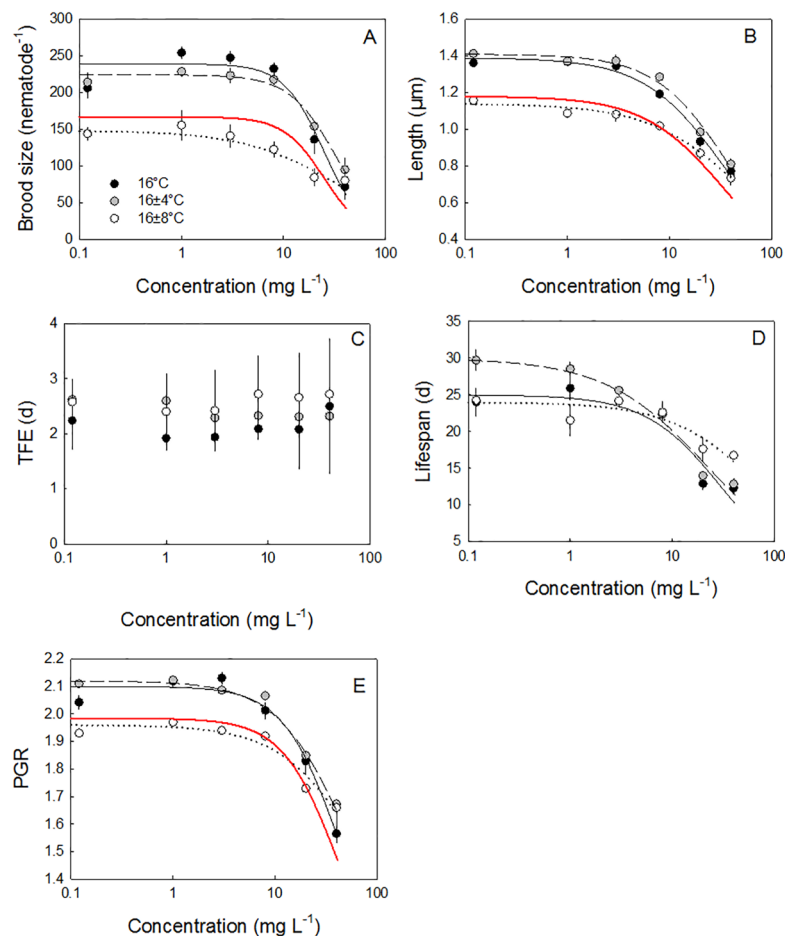 A
Brood size (nematode-1)
300
250
200
150
100
50
0
16°C
16±4°C
16±8°C
0.1 1 10 100
Concentration (mg L-1)
B
Length (µm)
1.6
1.4
1.2
1.0
0.8
0.6
0.4
0.1 1 10 100
Concentration (mg L-1)
C
TFE (d)
4
3
2
1
0
0.1 1 10 100
Concentration (mg L-1)
D
Lifespan (d)
35
30
25
20
15
10
5
0.1 1 10 100
Concentration (mg L-1)
E
PGR
2.2
2.1
2.0
1.9
1.8
1.7
1.6
1.5
1.4
0.1 1 10 100
Concentration (mg L-1)